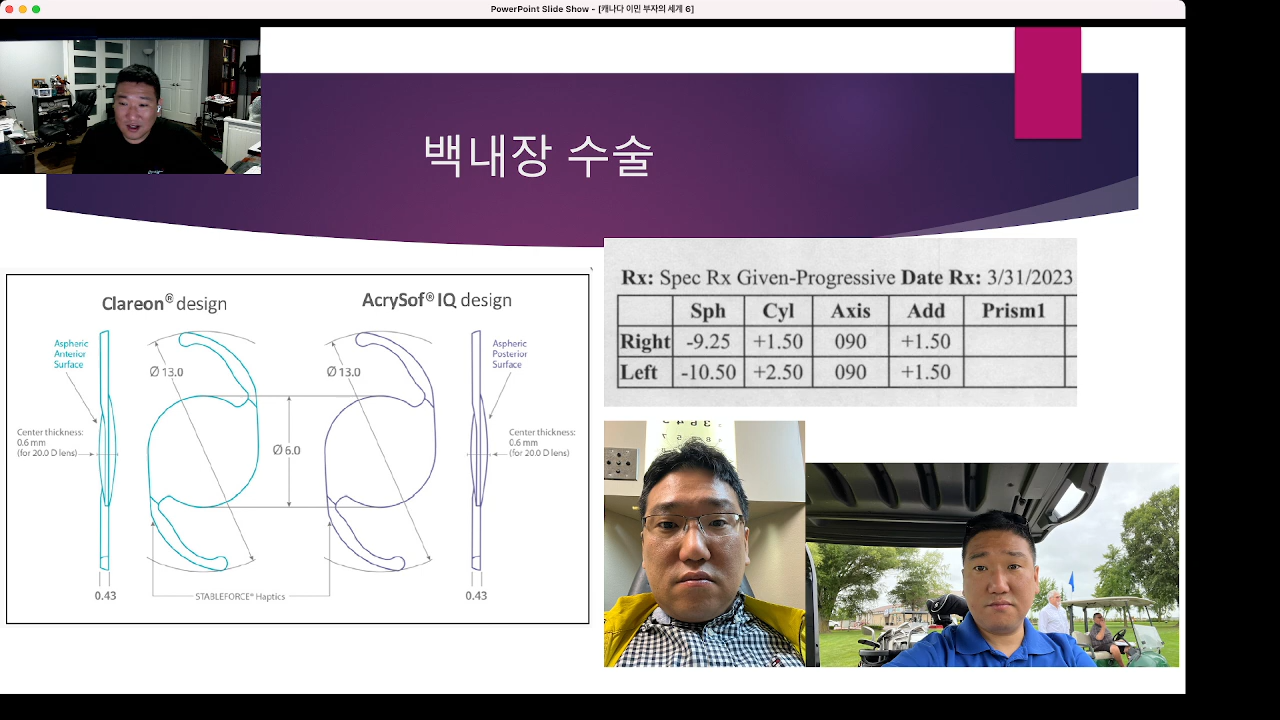 PowerPoint Slide Show - [캐나다 이민 부자의 세계 6]
백내장 수술
Clareon® design
AcrySof® IQ design
Aspheric
Anterior
Surface
Ø 13.0
Ø 13.0
Aspheric
Posterior
Surface
Center thickness:
0.6 mm
(for 20.0 D lens)
Ø 6.0
Center thickness:
0.6 mm
(for 20.0 D lens)
0.43
STABLEFORCE® Haptics
0.43
Rx: Spec Rx Given-Progressive Date Rx: 3/31/2023
Sph Cyl Axis Add Prism1
Right -9.25 +1.50 090 +1.50
Left -10.50 +2.50 090 +1.50